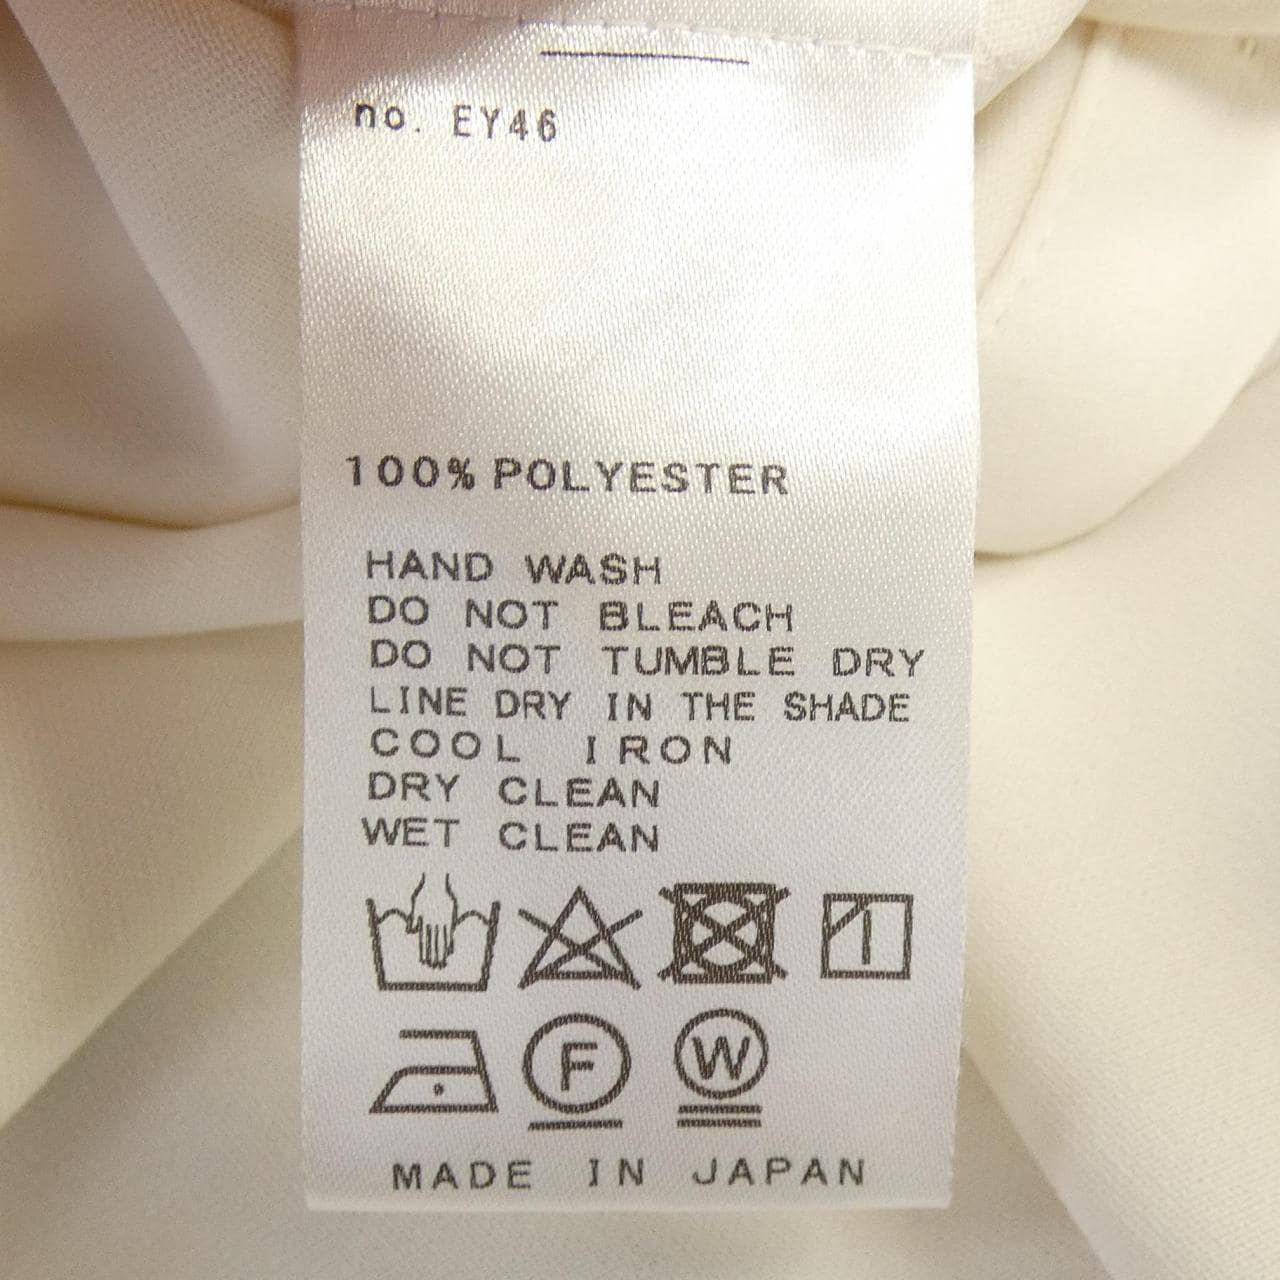 no. EY46
100% POLYESTER
HAND WASH
DO NOT BLEACH
DO NOT TUMBLE DRY
LINE DRY IN THE SHADE
COOL IRON
DRY CLEAN
WET CLEAN
F W
MADE IN JAPAN